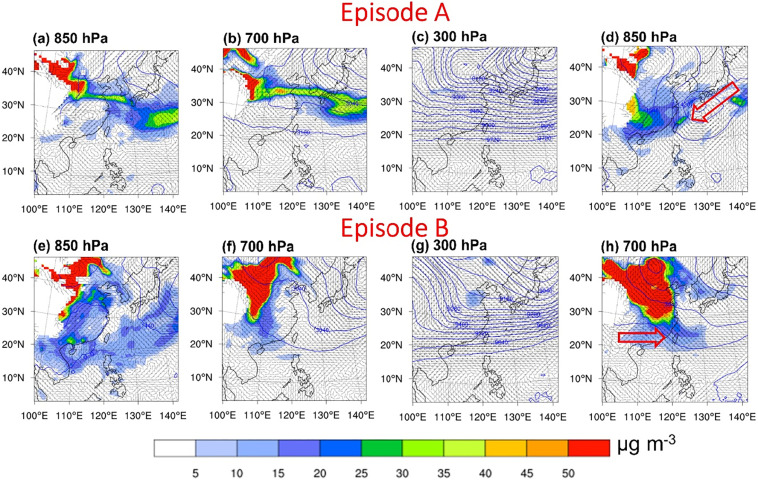 Episode A
(a) 850 hPa (b) 700 hPa (c) 300 hPa (d) 850 hPa
40°N 40°N 40°N 40°N
30°N 30°N 30°N 30°N
20°N 20°N 20°N 20°N
10°N 10°N 10°N 10°N
100°E 110°E 120°E 130°E 140°E 100°E 110°E 120°E 130°E 140°E 100°E 110°E 120°E 130°E 140°E 100°E 110°E 120°E 130°E 140°E
Episode B
(e) 850 hPa (f) 700 hPa (g) 300 hPa (h) 700 hPa
40°N 40°N 40°N 40°N
30°N 30°N 30°N 30°N
20°N 20°N 20°N 20°N
10°N 10°N 10°N 10°N
100°E 110°E 120°E 130°E 140°E 100°E 110°E 120°E 130°E 140°E 100°E 110°E 120°E 130°E 140°E 100°E 110°E 120°E 130°E 140°E
µg m-3
5 10 15 20 25 30 35 40 45 50